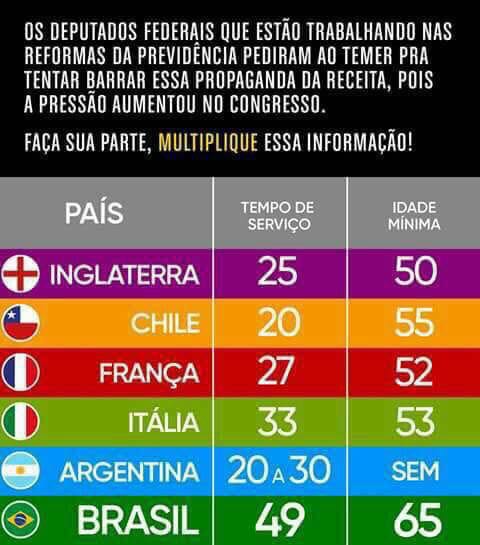 OS DEPUTADOS FEDERAIS QUE ESTÃO TRABALHANDO NAS
REFORMAS DA PREVIDÊNCIA PEDIRAM AO TEMER PRA
TENTAR BARRAR ESSA PROPAGANDA DA RECEITA, POIS
A PRESSÃO AUMENTOU NO CONGRESSO.
FAÇA SUA PARTE, MULTIPLIQUE ESSA INFORMAÇÃO!
PAÍS TEMPO DE SERVIÇO IDADE MÍNIMA
INGLATERRA 25 50
CHILE 20 55
FRANÇA 27 52
ITÁLIA 33 53
ARGENTINA 20 A 30 SEM
BRASIL 49 65